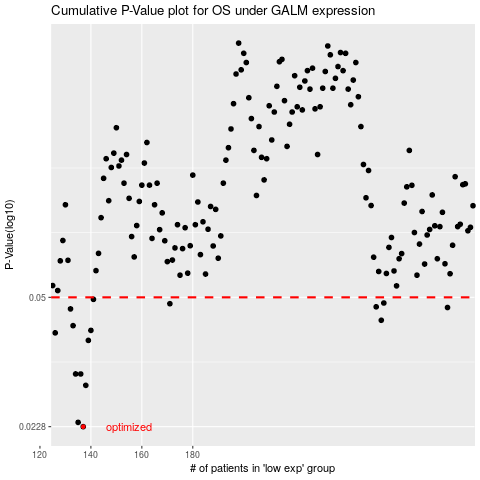 Cumulative P-Value plot for OS under GALM expression
P-Value(log10)
0.05
0.0228
optimized
120 140 160 180
# of patients in 'low exp' group